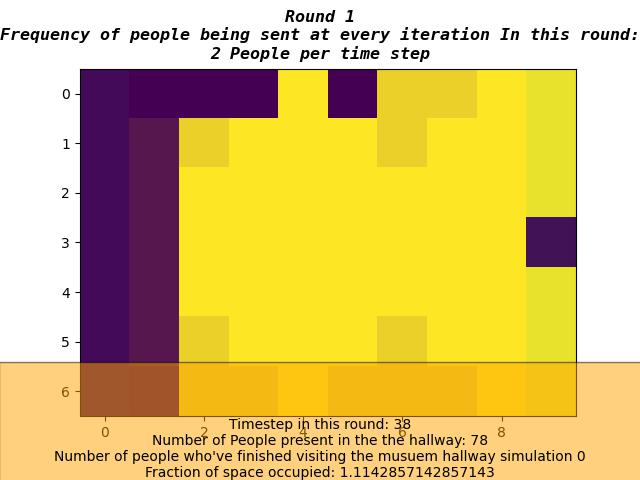 Round 1
Frequency of people being sent at every iteration In this round:
2 People per time step
0
1
2
3
4
5
6
0 2 4 6 8
Timestep in this round: 38
Number of People present in the the hallway: 78
Number of people who've finished visiting the musuem hallway simulation 0
Fraction of space occupied: 1.1142857142857143